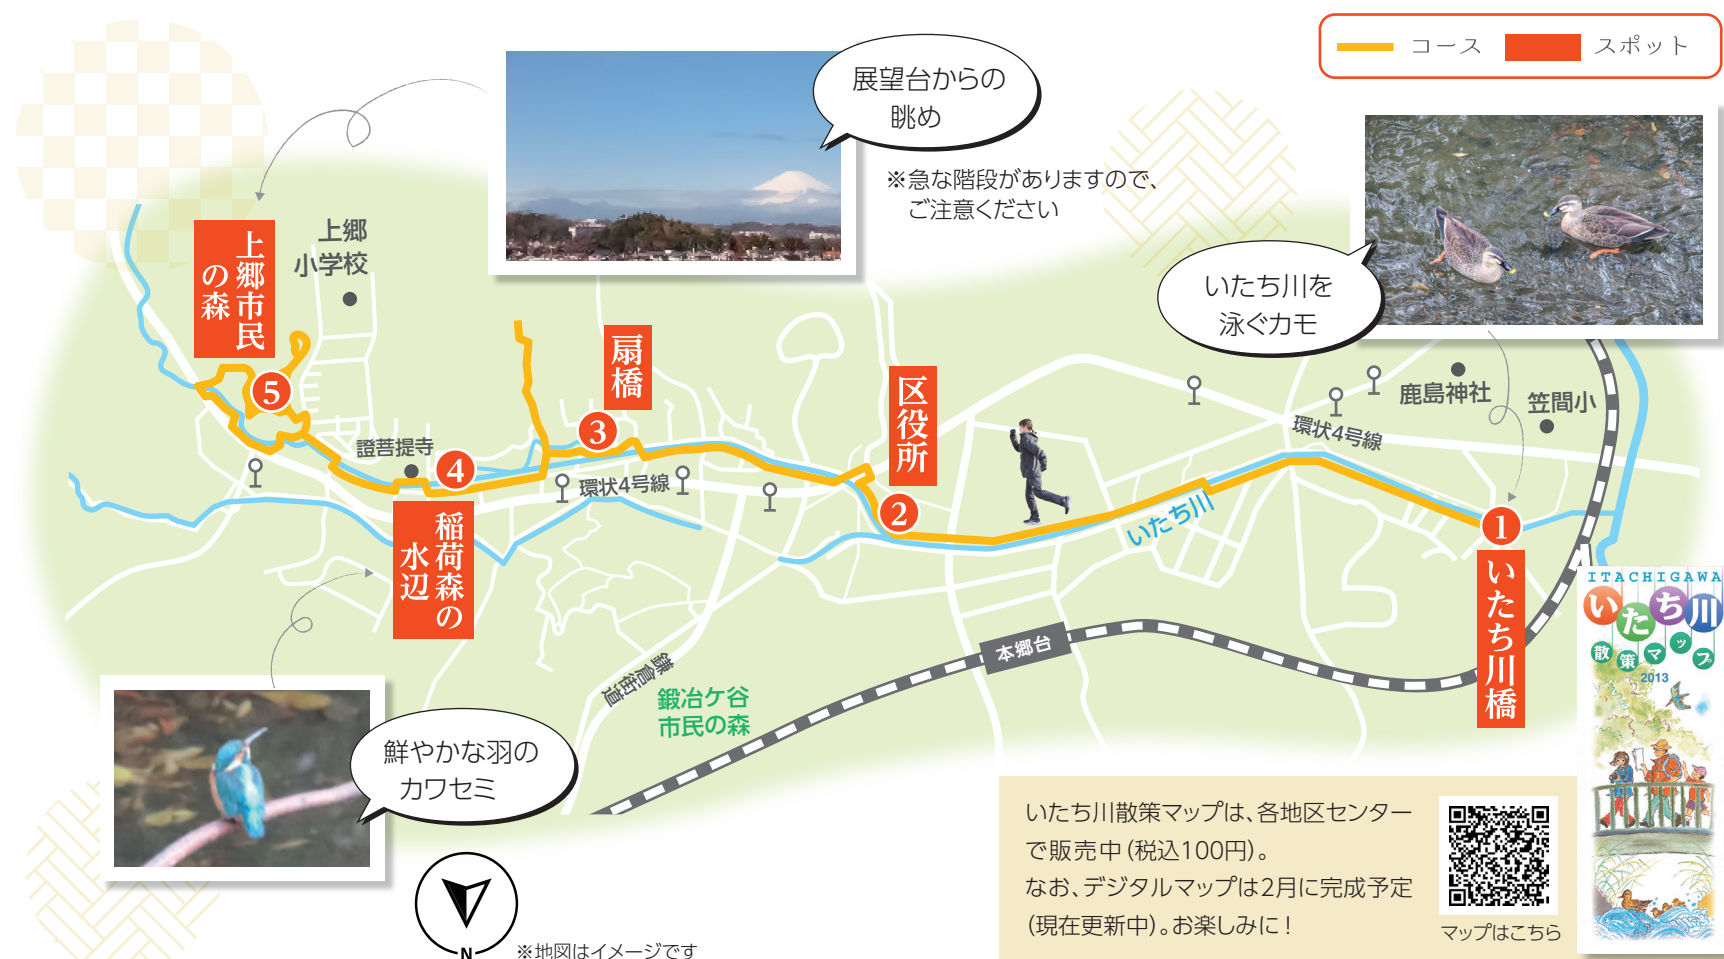 コース スポット
展望台からの
眺め
※急な階段がありますので、
ご注意ください
いたち川を
泳ぐカモ
上郷市民
の森
上郷
小学校
扇橋
区役所
鹿島神社
笠間小
環状4号線
證菩提寺
環状4号線
いたち川
稲荷森の
水辺
5
4
3
2
1
いたち川橋
本郷台
鎌倉街道
鍛冶ケ谷
市民の森
鮮やかな羽の
カワセミ
ITACHIGAWA
いたち川
散策マップ
2013
いたち川散策マップは、各地区センター
で販売中(税込100円)。
なお、デジタルマップは2月に完成予定
(現在更新中)。お楽しみに!
マップはこちら
N
※地図はイメージです